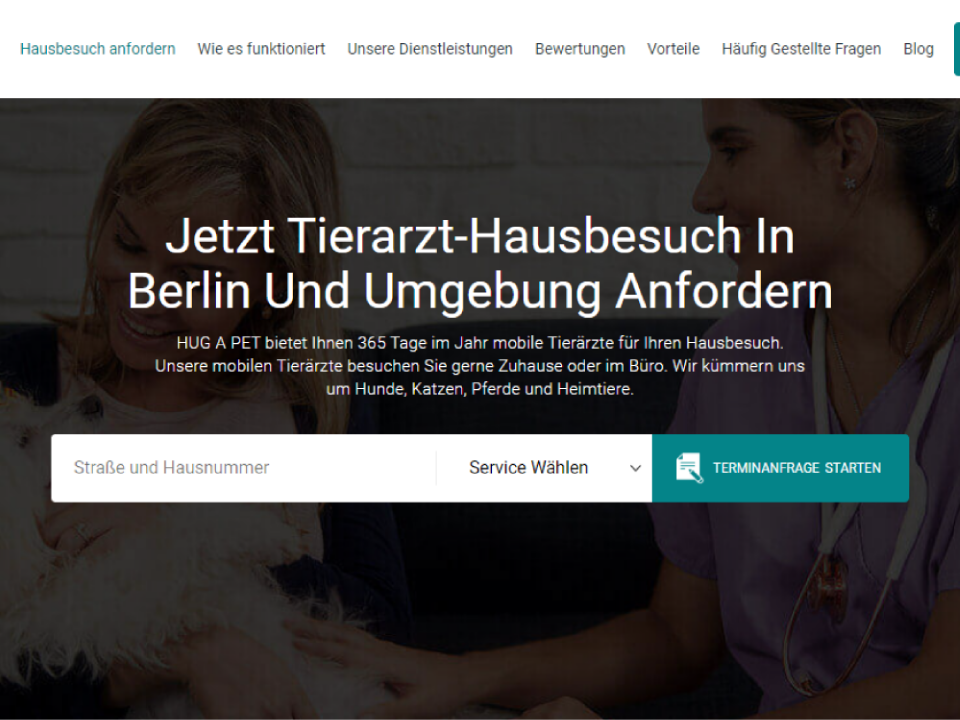 Hausbesuch anfordern Wie es funktioniert Unsere Dienstleistungen Bewertungen Vorteile Häufig Gestellte Fragen Blog
Jetzt Tierarzt-Hausbesuch In
Berlin Und Umgebung Anfordern
HUG A PET bietet Ihnen 365 Tage im Jahr mobile Tierärzte für Ihren Hausbesuch.
Unsere mobilen Tierärzte besuchen Sie gerne Zuhause oder im Büro. Wir kümmern uns
um Hunde, Katzen, Pferde und Heimtiere.
Straße und Hausnummer Service Wählen TERMINANFRAGE STARTEN